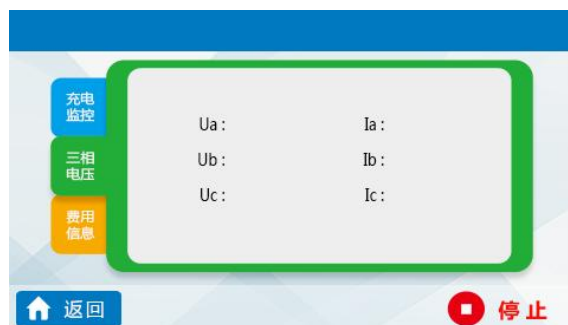 充电
监控
三相
电压
费用
信息
Ua : Ia :
Ub : Ib :
Uc : Ic :
返回
停止